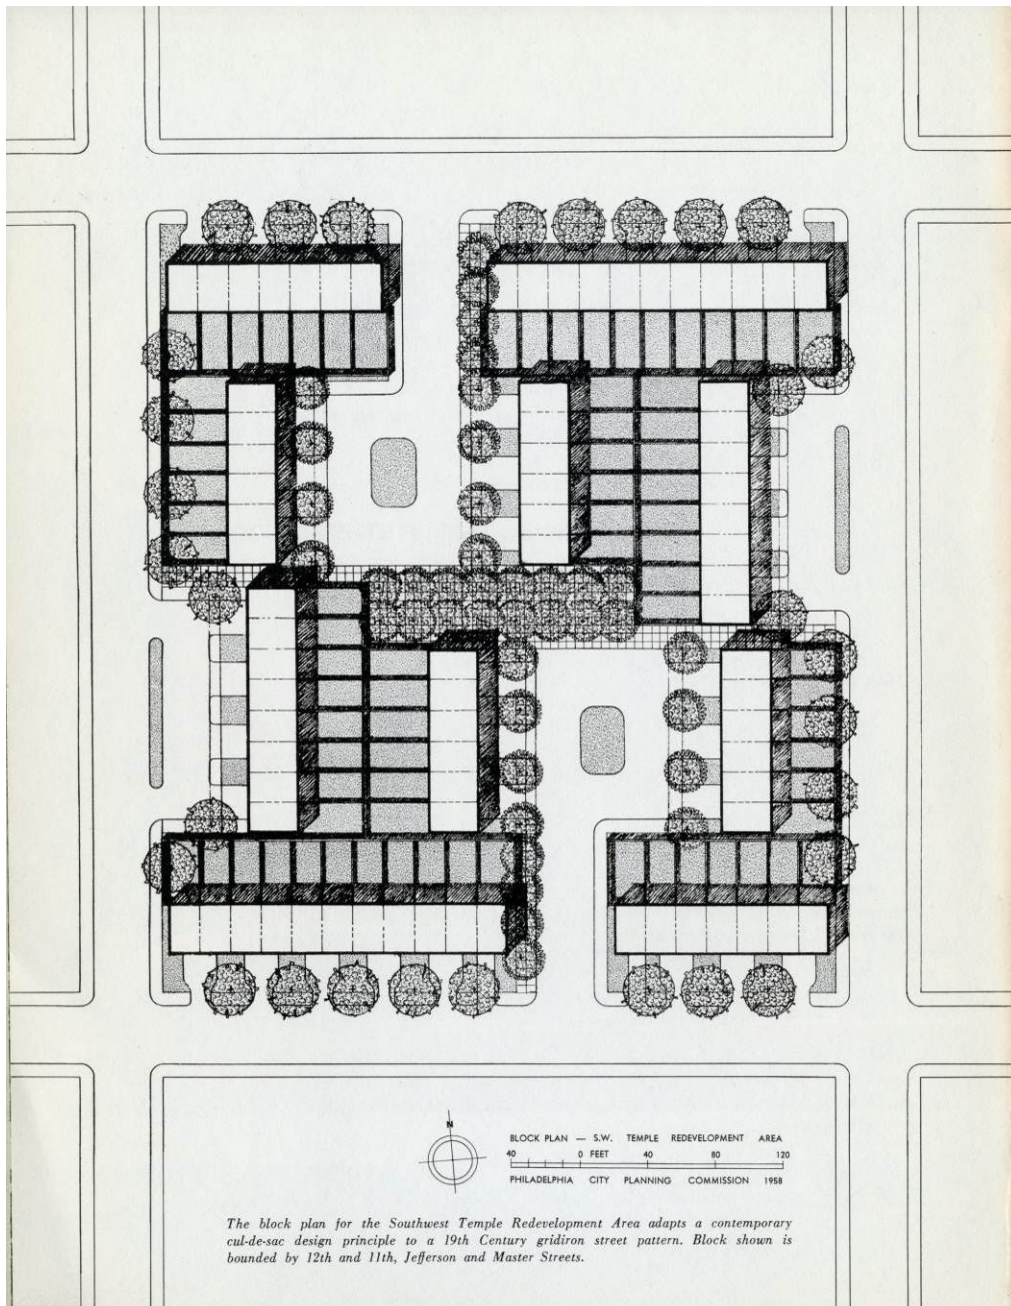 N
BLOCK PLAN — S.W. TEMPLE REDEVELOPMENT AREA
40 0 FEET 40 80 120
PHILADELPHIA CITY PLANNING COMMISSION 1958
The block plan for the Southwest Temple Redevelopment Area adapts a contemporary
cul-de-sac design principle to a 19th Century gridiron street pattern. Block shown is
bounded by 12th and 11th, Jefferson and Master Streets.